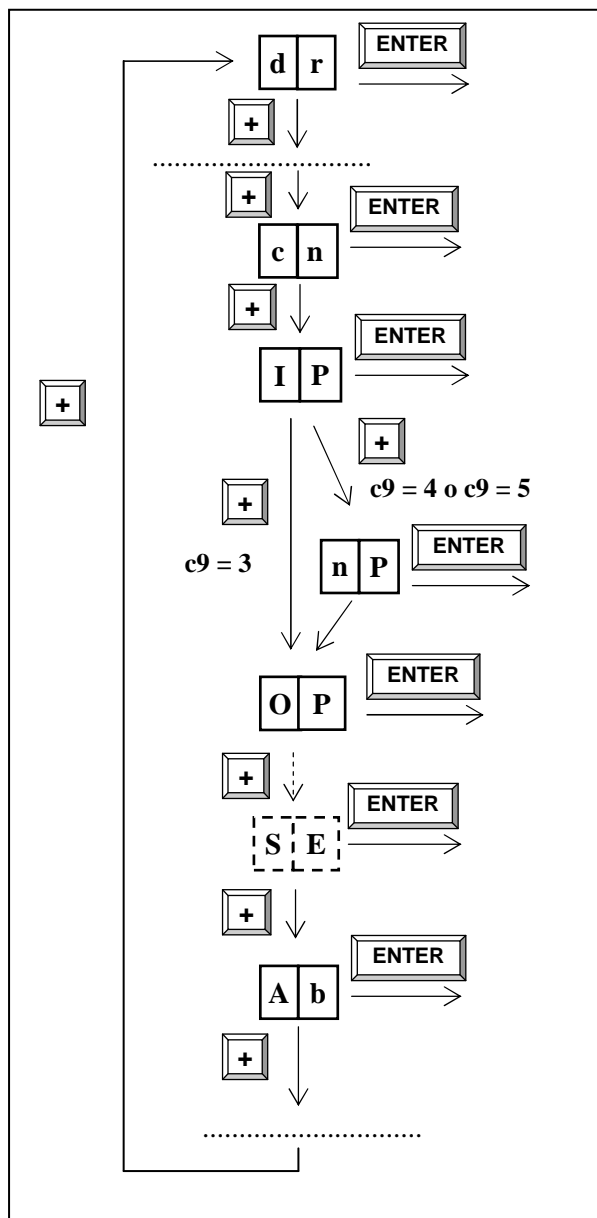 d r ENTER
+
+
c n ENTER
+
I P ENTER
+
+
+
c9 = 4 o c9 = 5
c9 = 3
n P ENTER
O P ENTER
+
S E ENTER
+
A b ENTER
+